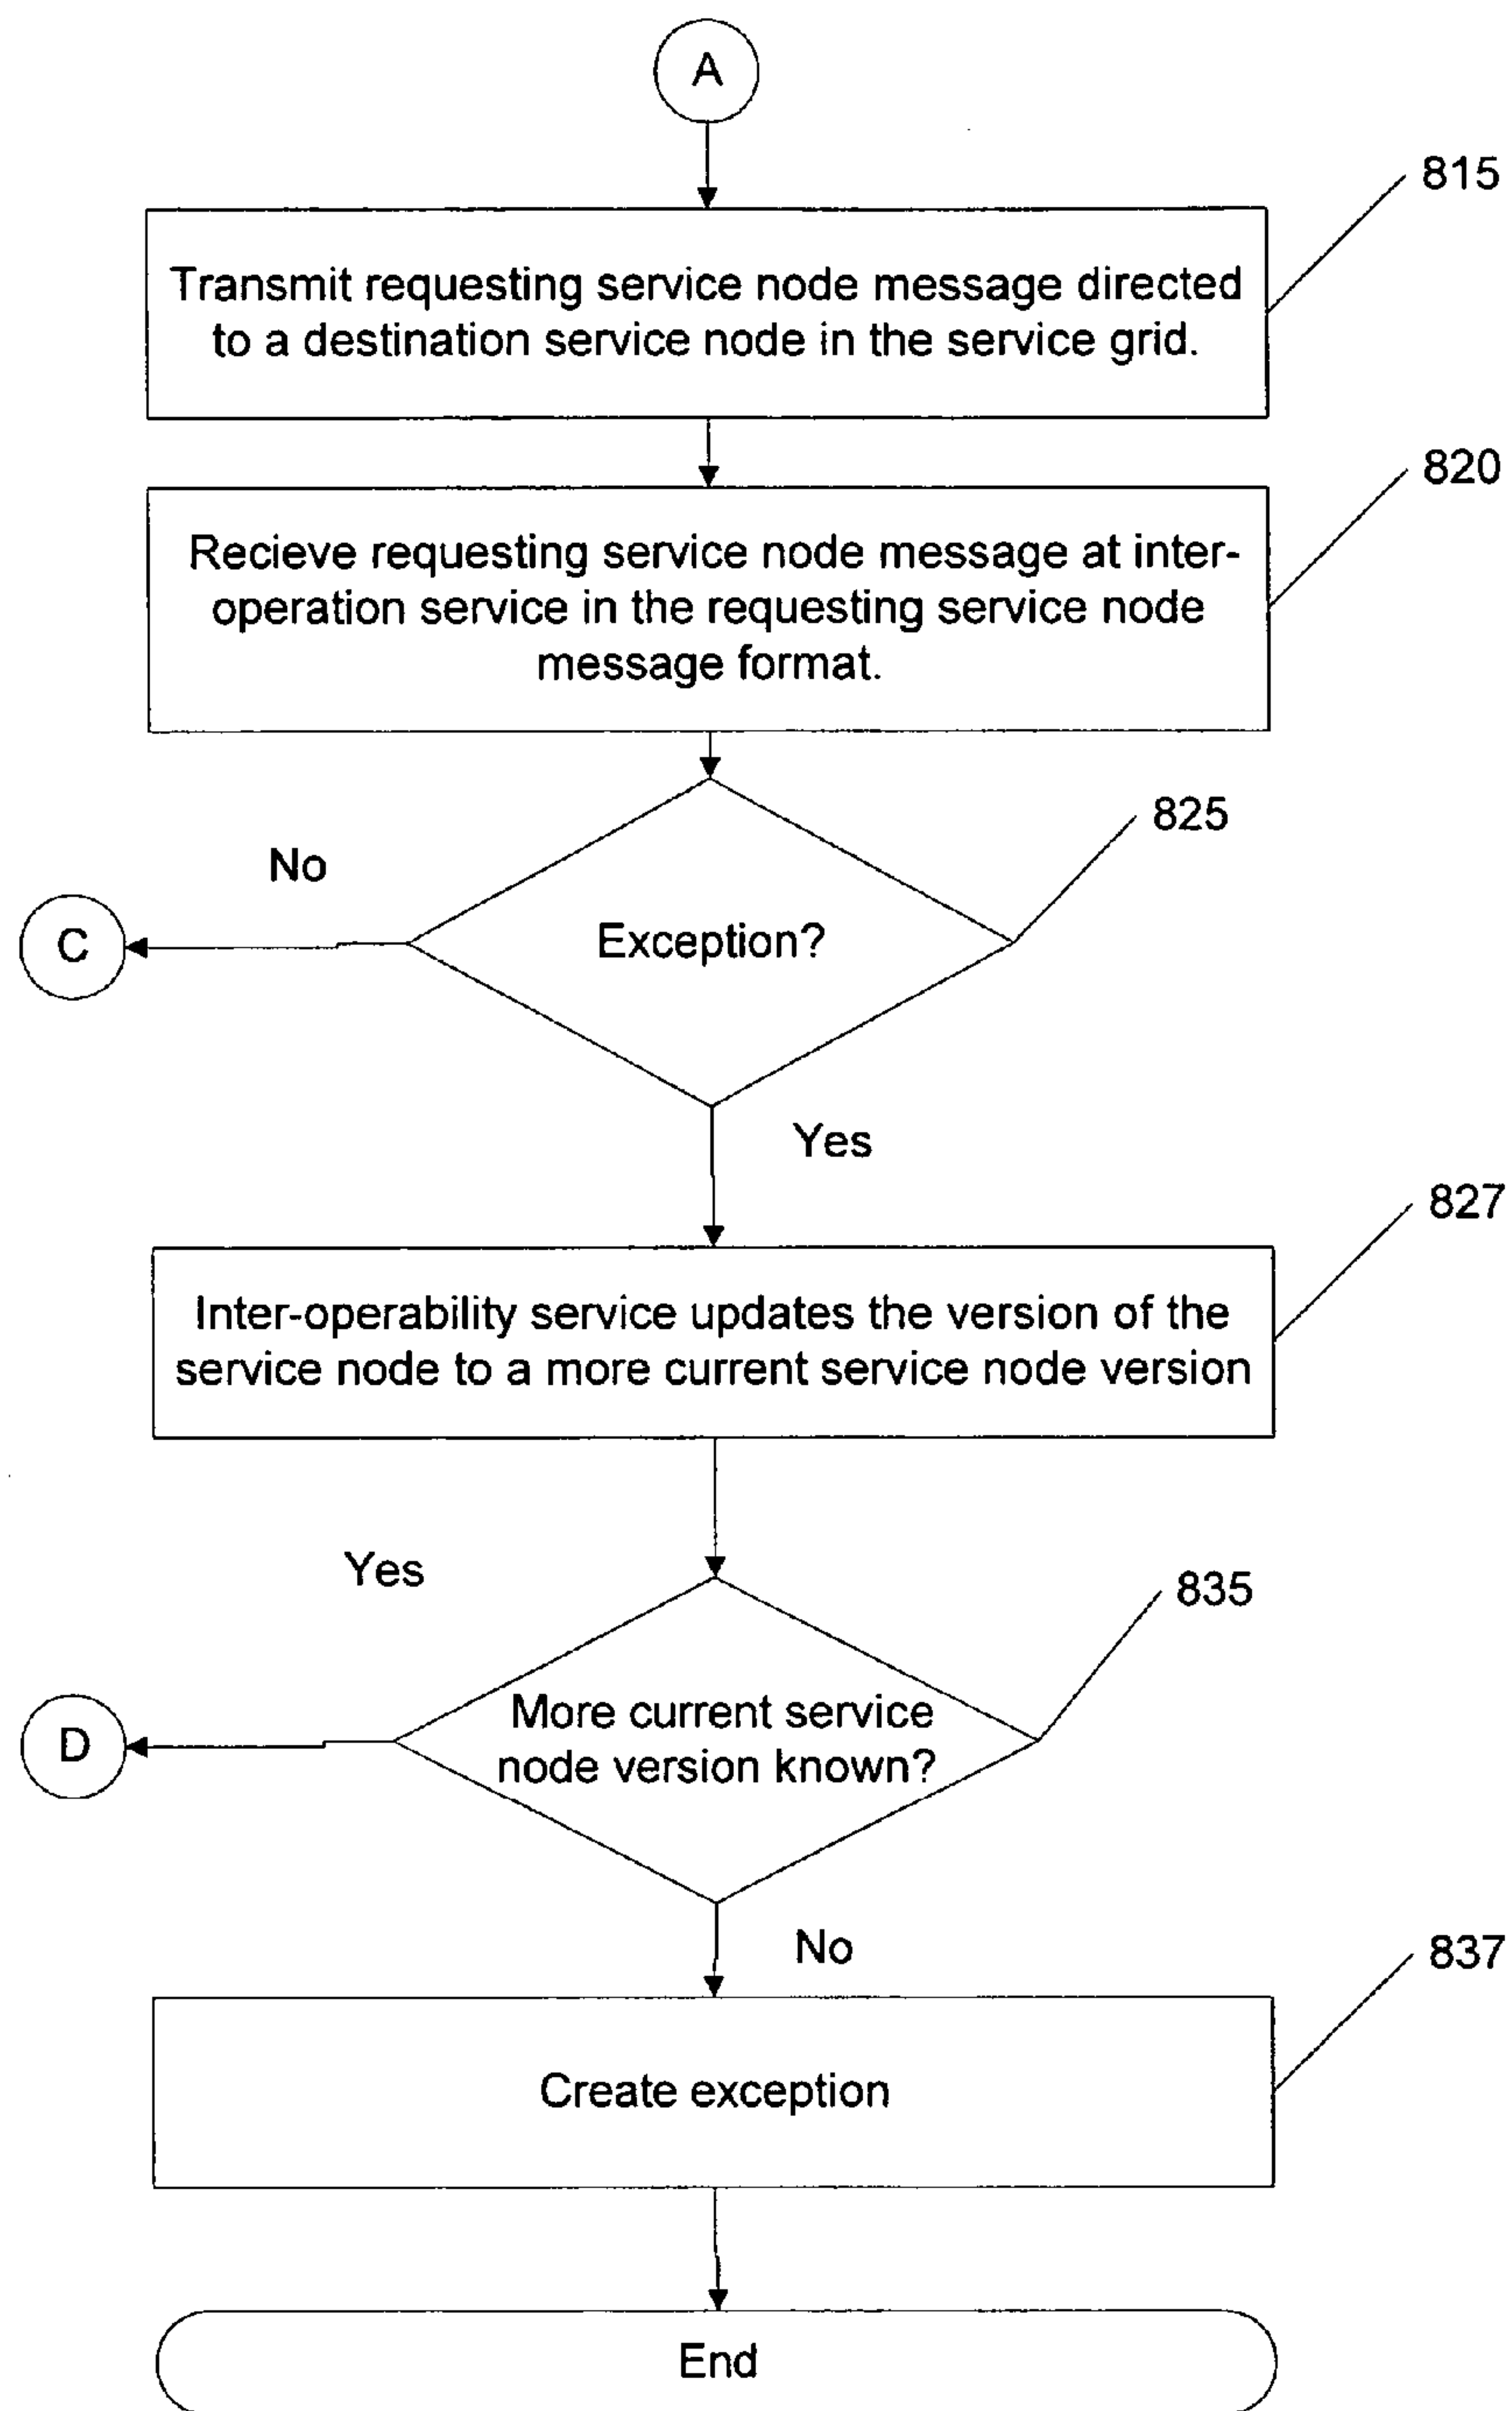 A
815
Transmit requesting service node message directed
to a destination service node in the service grid.
820
Recieve requesting service node message at inter-
operation service in the requesting service node
message format.
825
No
C
Exception?
Yes
827
Inter-operability service updates the version of the
service node to a more current service node version
Yes
835
D
More current service
node version known?
No
837
Create exception
End